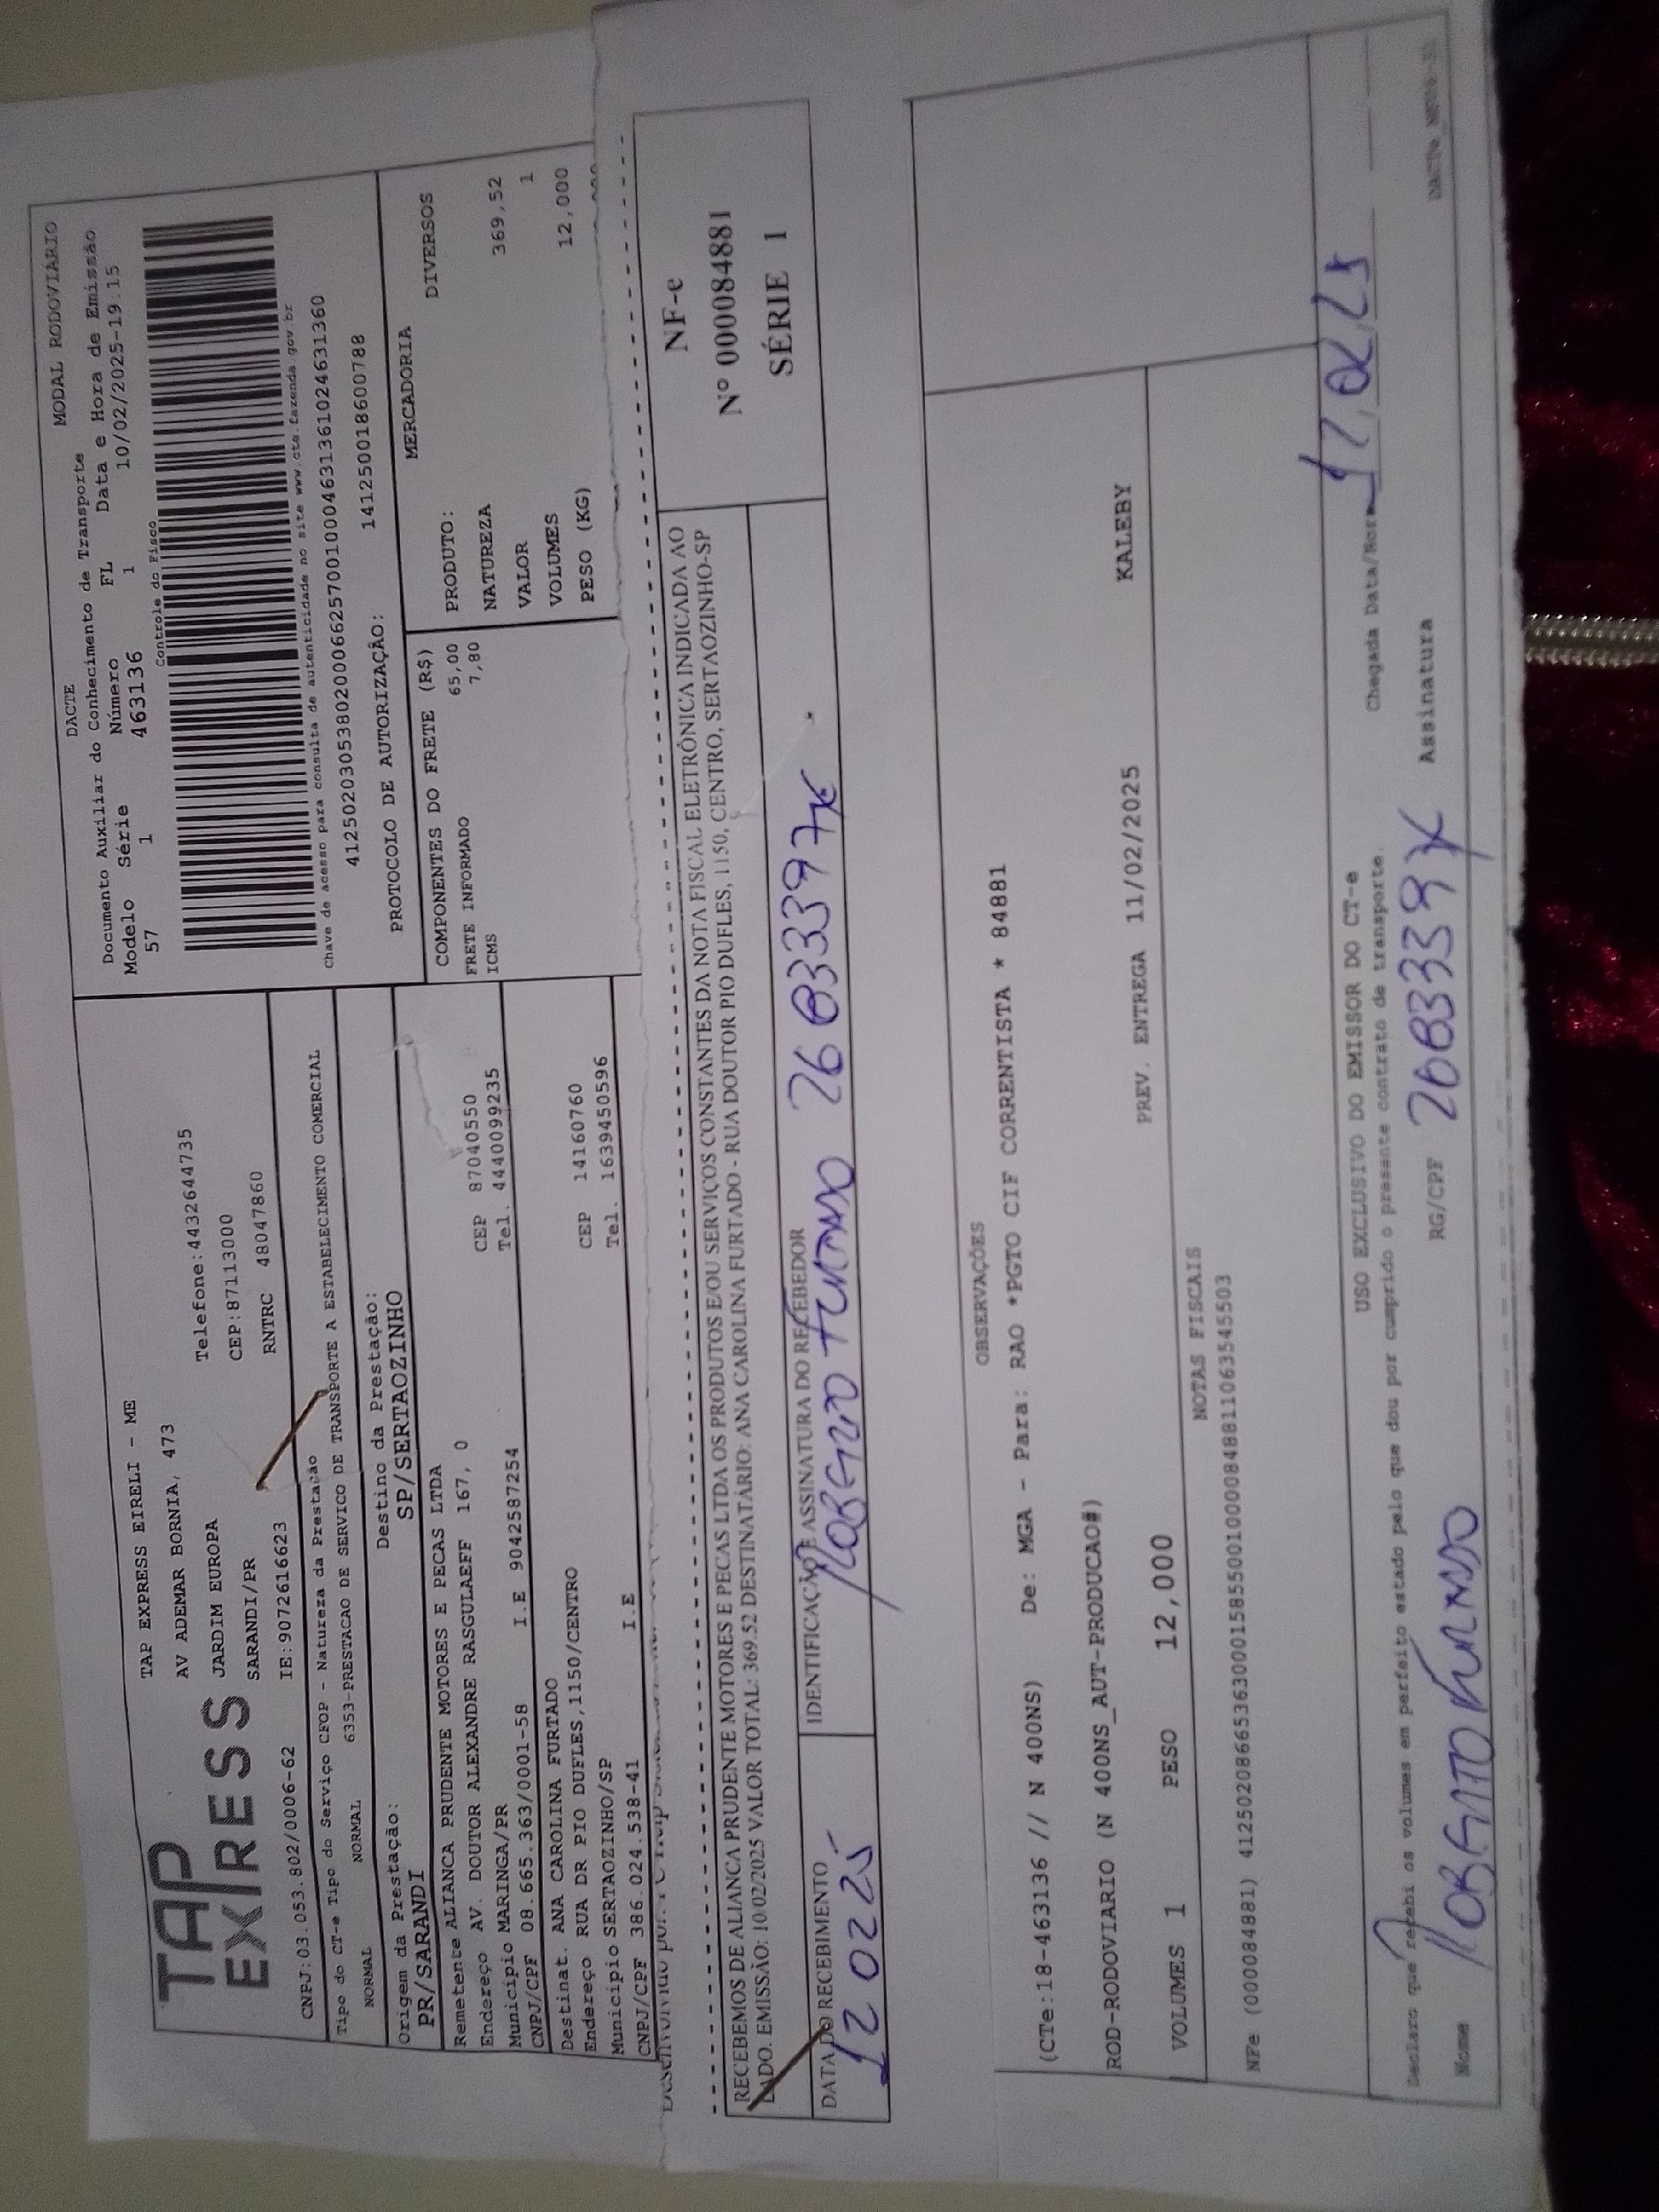 TAP
EXPRESS
TAP EXPRESS EIRELI - ME
AV ADEMAR BORNIA, 473
JARDIM EUROPA
Telefone:4432644735
SARANDI/PR
CEP:87113000
CNPJ:03.053.802/0006-62 IE:9072616623 RNTRC 48047860
Tipo do CT-e Tipo do Serviço CFOP - Natureza da Prestação
NORMAL NORMAL 6353-PRESTACAO DE SERVICO DE TRANSPORTE A ESTABELECIMENTO COMERCIAL
Origem da Prestação: Destino da Prestação:
PR/SARANDI SP/SERTAOZINHO
Remetente ALIANCA PRUDENTE MOTORES E PECAS LTDA
Endereço AV. DOUTOR ALEXANDRE RASGULAEFF 167, 0
Município MARINGA/PR CEP 87040550
CNPJ/CPF 08.665.363/0001-58 I.E 9042587254 Tel. 444009235
Destinat. ANA CAROLINA FURTADO
Endereço RUA DR PIO DUFLES,1150/CENTRO
Município SERTAOZINHO/SP CEP 14160760
CNPJ/CPF 386.024.538-41 I.E Tel. 16394505​96
DACTE MODAL RODOVIÁRIO
Documento Auxiliar do Conhecimento de Transporte
Modelo Série Número FL Data e Hora de Emissão
57 1 463136 1 10/02/2025-19:15
Controle do Fisco
Chave de acesso para consulta de autenticidade no site www.cte.fazenda.gov.br
41250203053802000662570010004631361024631360
PROTOCOLO DE AUTORIZAÇÃO: 141250018600788
COMPONENTES DO FRETE (R$)
FRETE INFORMADO 65,00
ICMS 7,80
MERCADORIA
PRODUTO: DIVERSOS
NATUREZA
VALOR 369,52
VOLUMES 1
PESO (KG) 12,000
RECEBEMOS DE ALIANCA PRUDENTE MOTORES E PECAS LTDA OS PRODUTOS E/OU SERVIÇOS CONSTANTES DA NOTA FISCAL ELETRÔNICA INDICADA AO
LADO. EMISSÃO: 10/02/2025 VALOR TOTAL: 369.52 DESTINATÁRIO: ANA CAROLINA FURTADO - RUA DOUTOR PIO DUFLES, 1150, CENTRO, SERTAOZINHO-SP
DATA DO RECEBIMENTO IDENTIFICAÇÃO E ASSINATURA DO RECEBEDOR
12 02 25 ROBERTO FURTADO 26833397x
NF-e
Nº 000084881
SÉRIE 1
OBSERVAÇÕES
(CTe:18-463136 // N 400NS) De: MGA - Para: RAO *PGTO CIF CORRENTISTA * 84881
ROD-RODOVIARIO (N 400NS_AUT-PRODUCAO#) KALEBY
VOLUMES 1 PESO 12,000 PREV. ENTREGA 11/02/2025
NOTAS FISCAIS
NFe (000084881) 41250208665363000158550010000848811063545503
USO EXCLUSIVO DO EMISSOR DO CT-e
Declaro que recebi os volumes em perfeito estado pelo que dou por cumprido o presente contrato de transporte.
Chegada Data/Hora 12,02,25
Nome ROBERTO FURTADO RG/CPF Assinatura